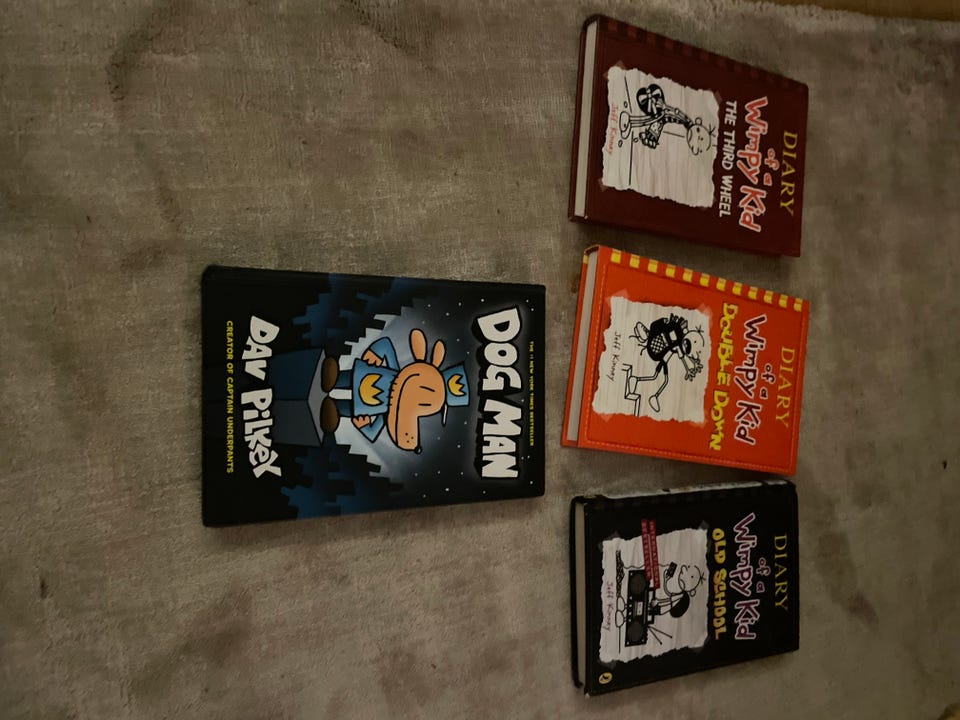 THE #1 NEW YORK TIMES BESTSELLER
DOG MAN
DAV PILKEY
CREATOR OF CAPTAIN UNDERPANTS
DIARY
of a
Wimpy Kid
THE THIRD WHEEL
Jeff Kinney
DIARY
of a
Wimpy Kid
DOUBLE DOWN
Jeff Kinney
DIARY
of a
Wimpy Kid
OLD SCHOOL
INTERNATIONAL
BESTSELLER
Jeff Kinney